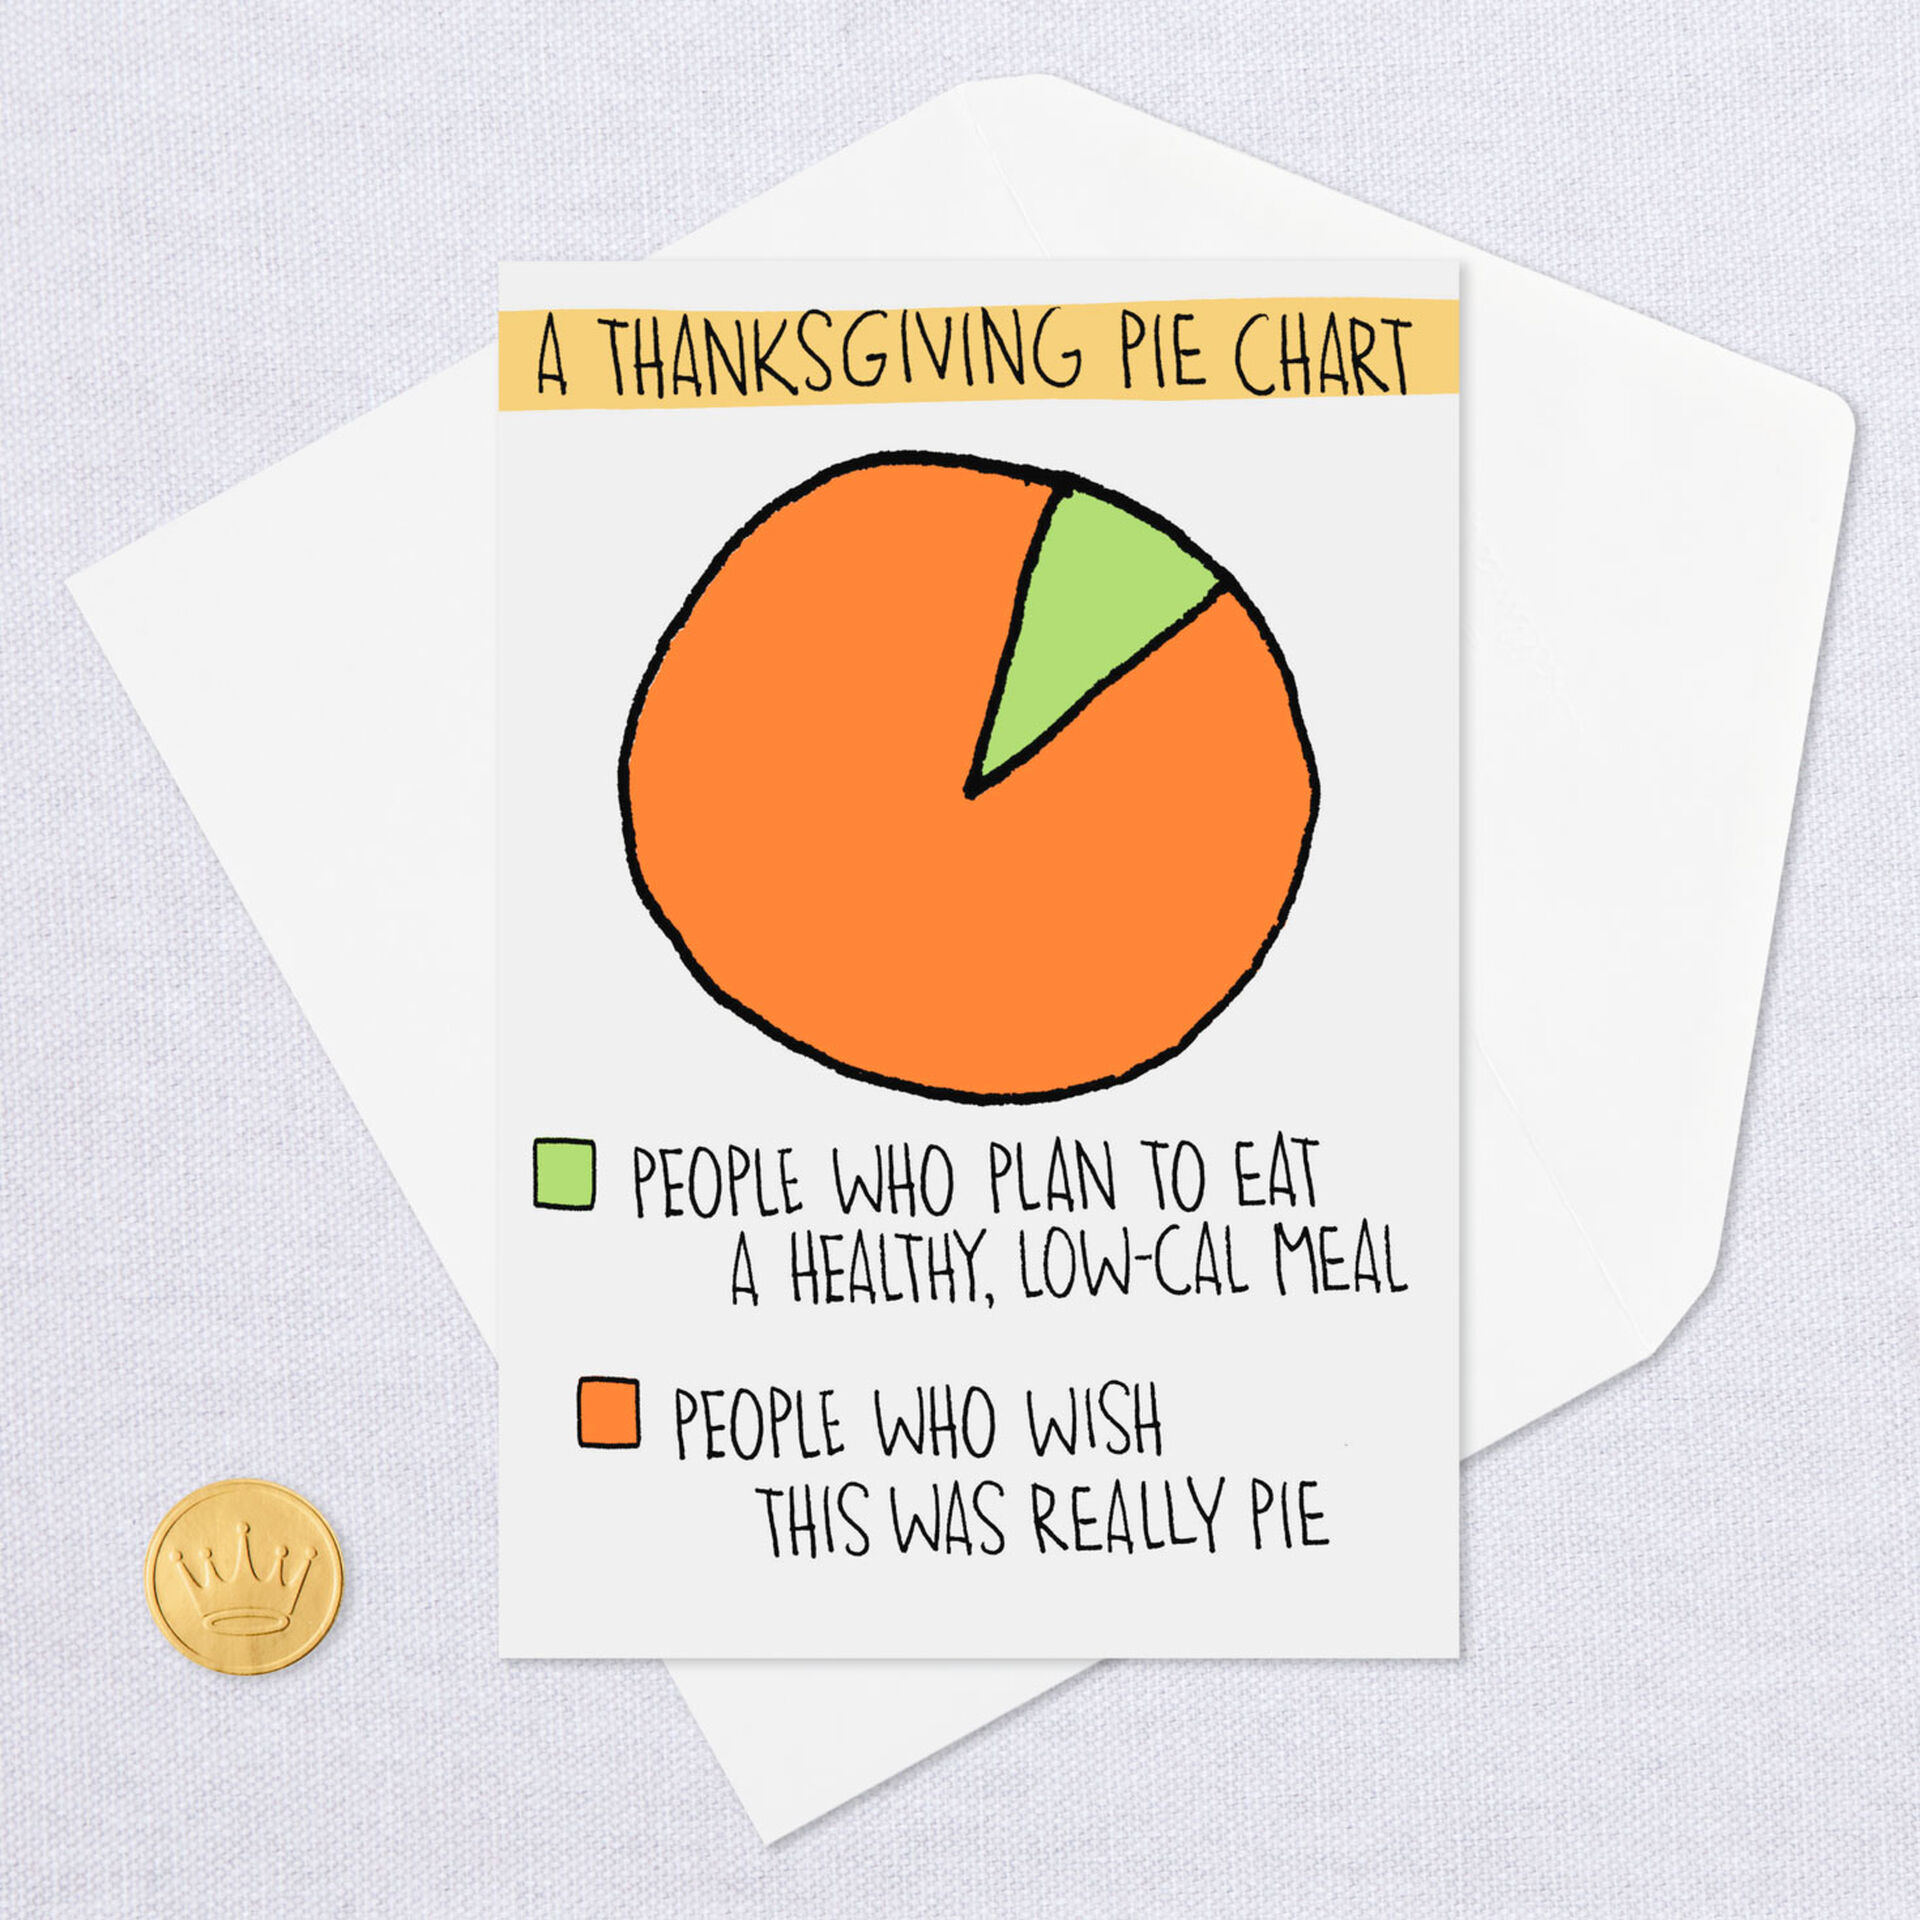 A THANKSGIVING PIE CHART
PEOPLE WHO PLAN TO EAT
A HEALTHY, LOW-CAL MEAL
PEOPLE WHO WISH
THIS WAS REALLY PIE